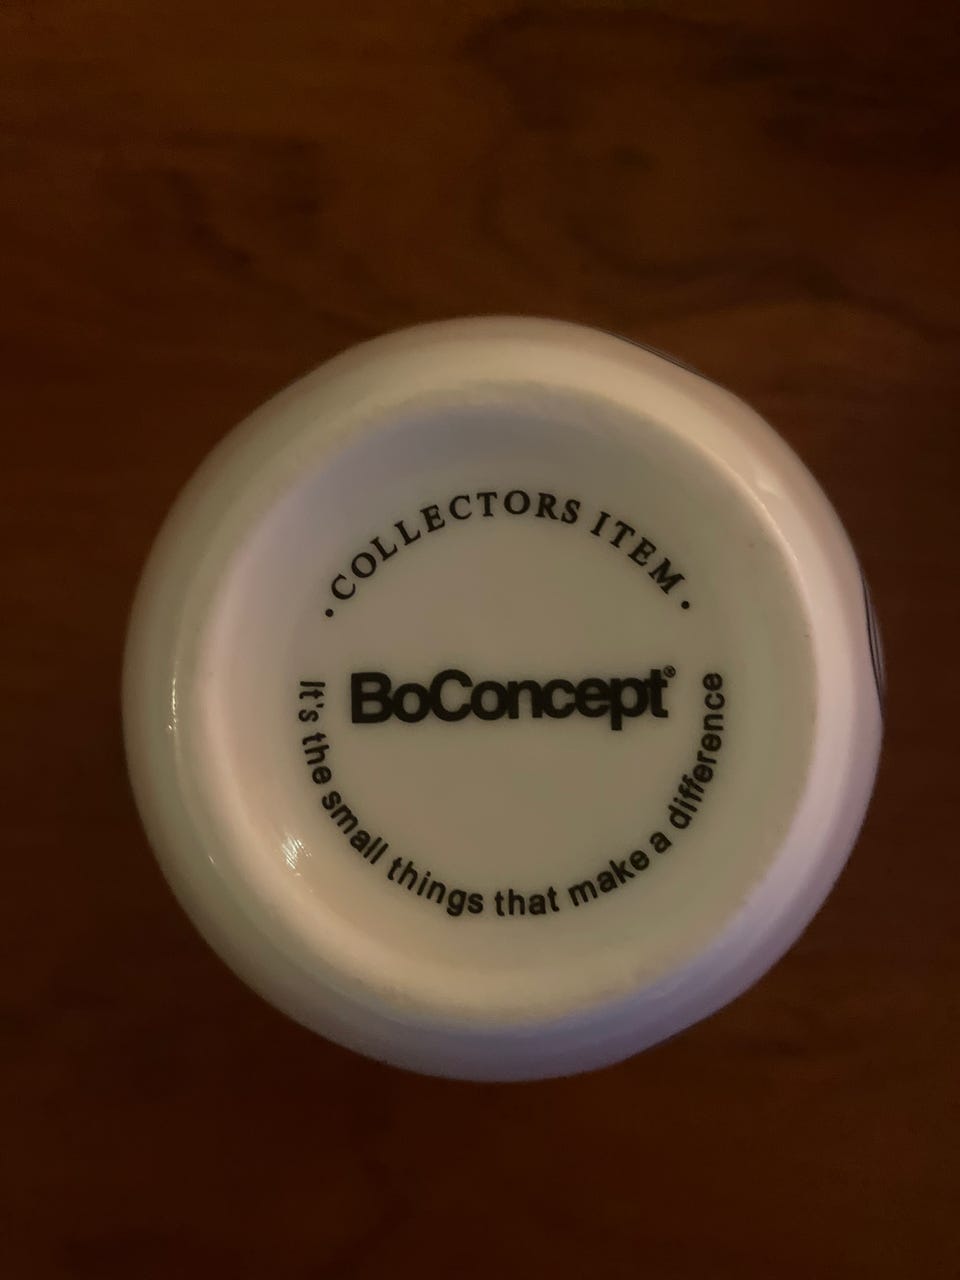 • COLLECTORS ITEM •
BoConcept®
It's the small things that make a difference